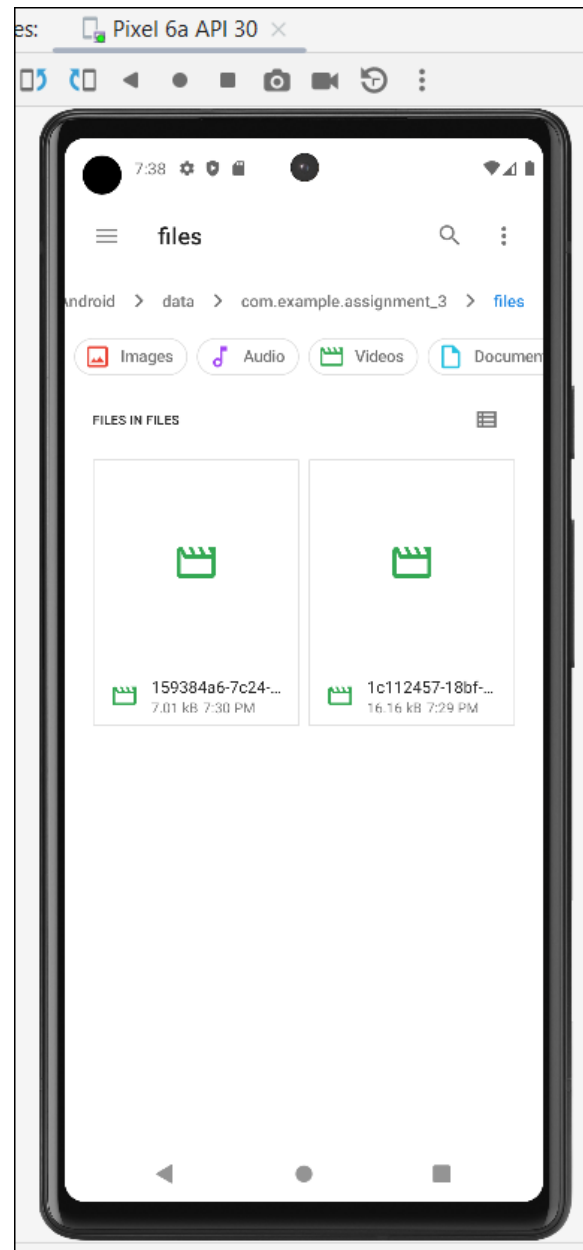 es: Pixel 6a API 30
7:38
files
Android > data > com.example.assignment_3 > files
Images Audio Videos Documen
FILES IN FILES
159384a6-7c24-... 1c112457-18bf-...
7.01 kB 7:30 PM 16.16 kB 7:29 PM